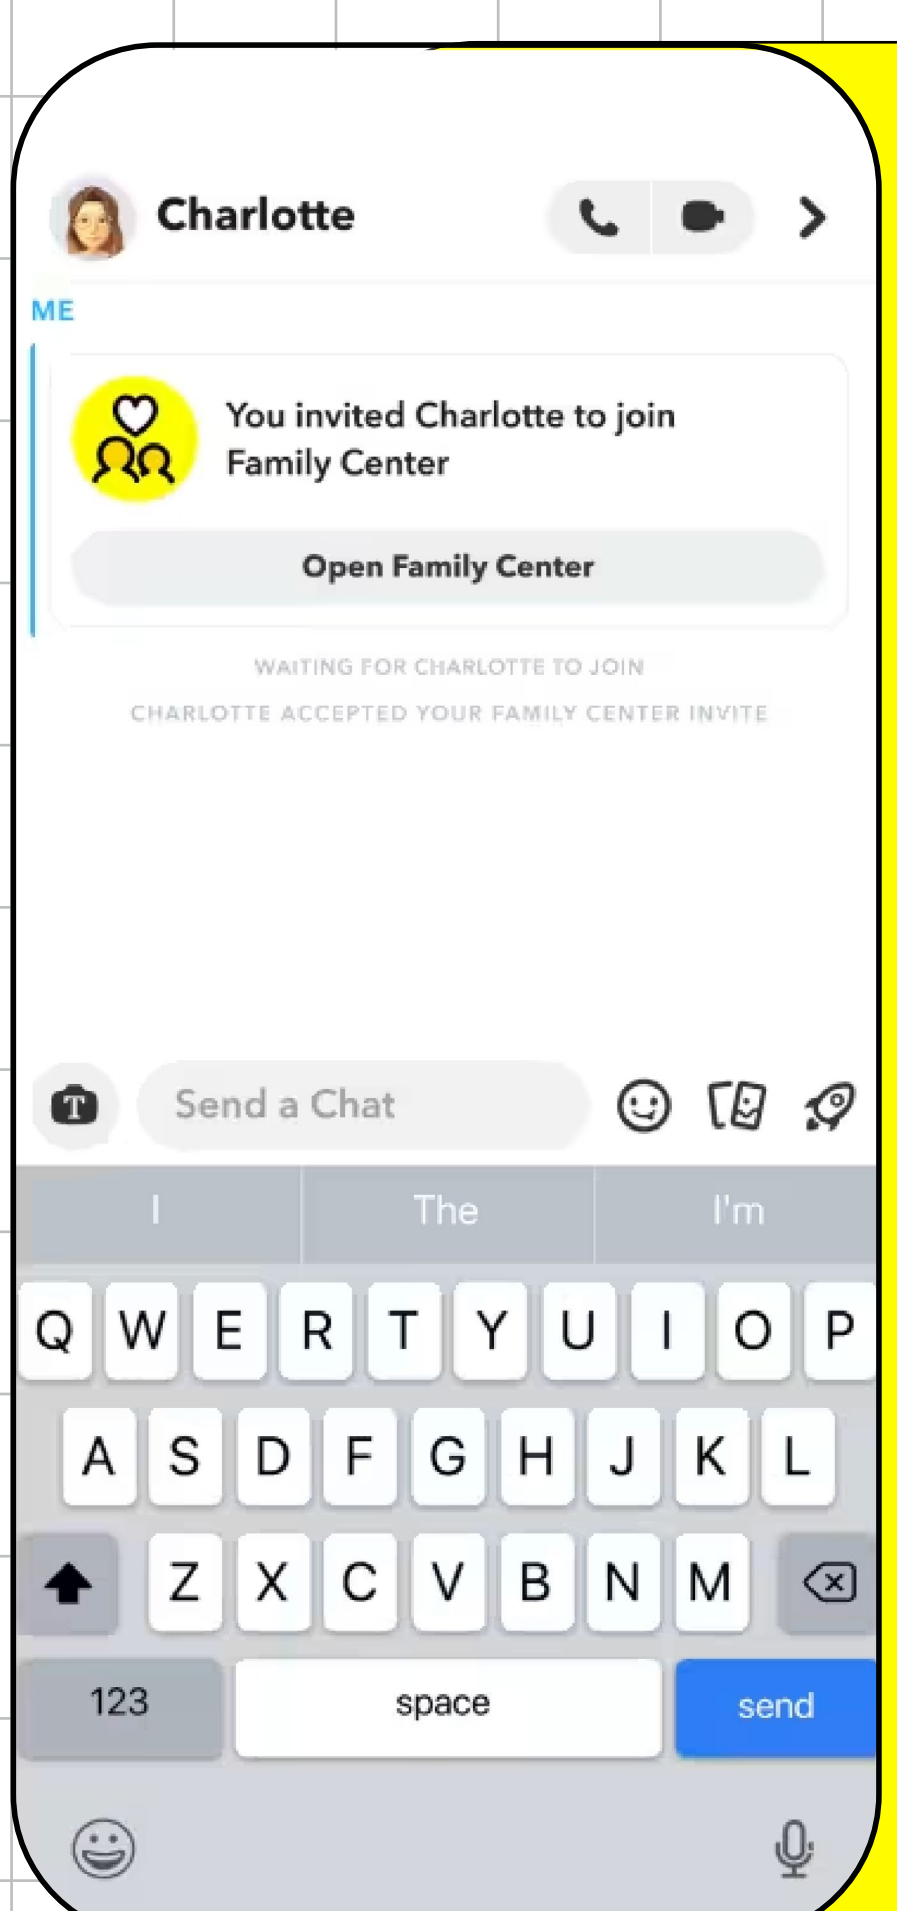 Charlotte
ME
You invited Charlotte to join
Family Center
Open Family Center
WAITING FOR CHARLOTTE TO JOIN
CHARLOTTE ACCEPTED YOUR FAMILY CENTER INVITE
T Send a Chat
I The I'm
Q W E R T Y U I O P
A S D F G H J K L
Z X C V B N M
123 space send